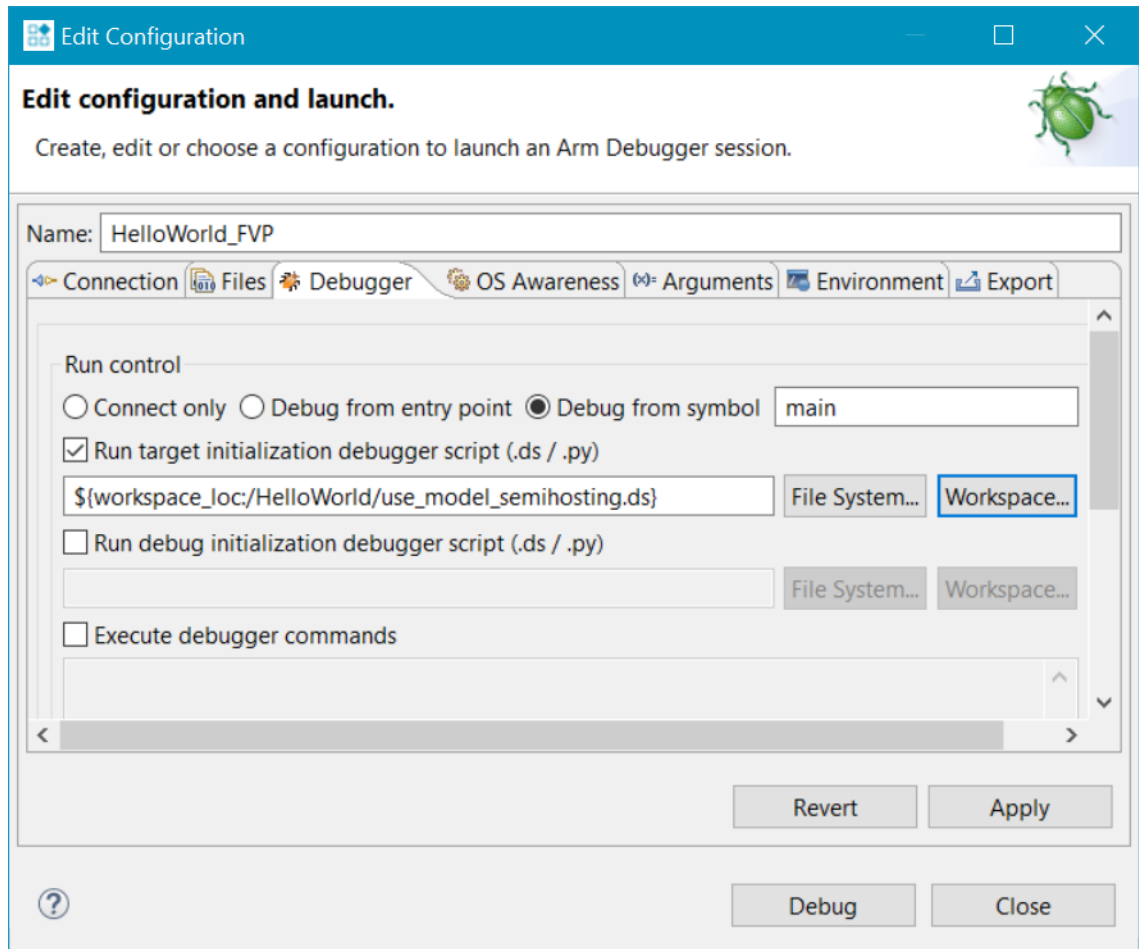 Edit Configuration
Edit configuration and launch.
Create, edit or choose a configuration to launch an Arm Debugger session.
Name: HelloWorld_FVP
Connection Files Debugger OS Awareness (x)= Arguments Environment Export
Run control
Connect only Debug from entry point Debug from symbol main
Run target initialization debugger script (.ds / .py)
${workspace_loc:/HelloWorld/use_model_semihosting.ds} File System... Workspace...
Run debug initialization debugger script (.ds / .py)
File System... Workspace...
Execute debugger commands
Revert Apply
? Debug Close